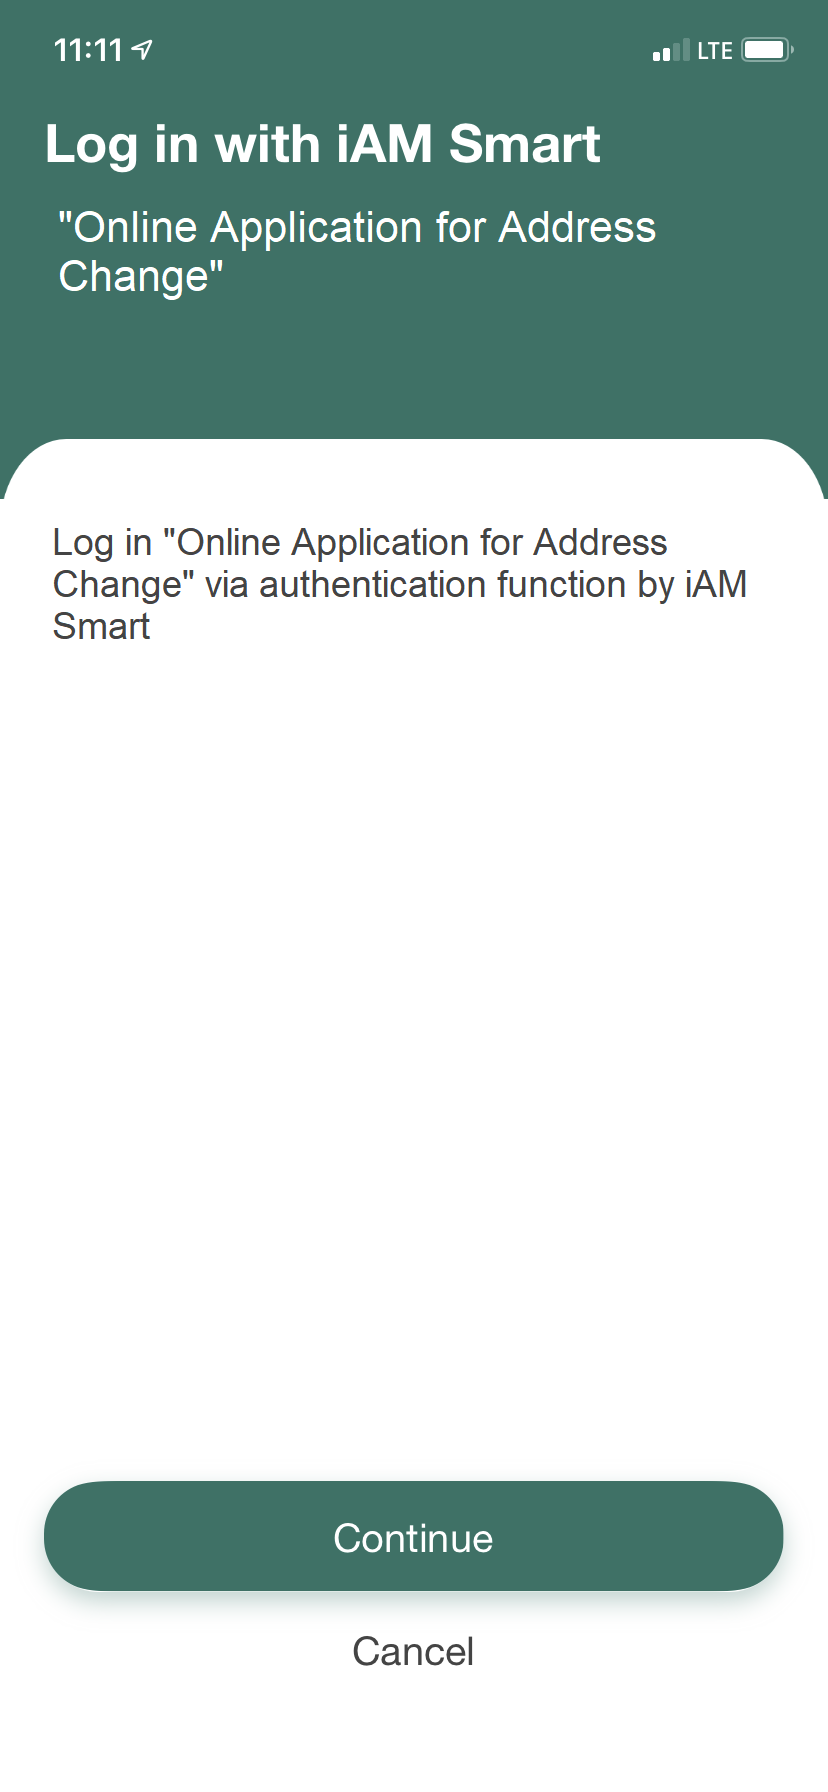 11:11
LTE
Log in with iAM Smart
"Online Application for Address
Change"
Log in "Online Application for Address
Change" via authentication function by iAM
Smart
Continue
Cancel